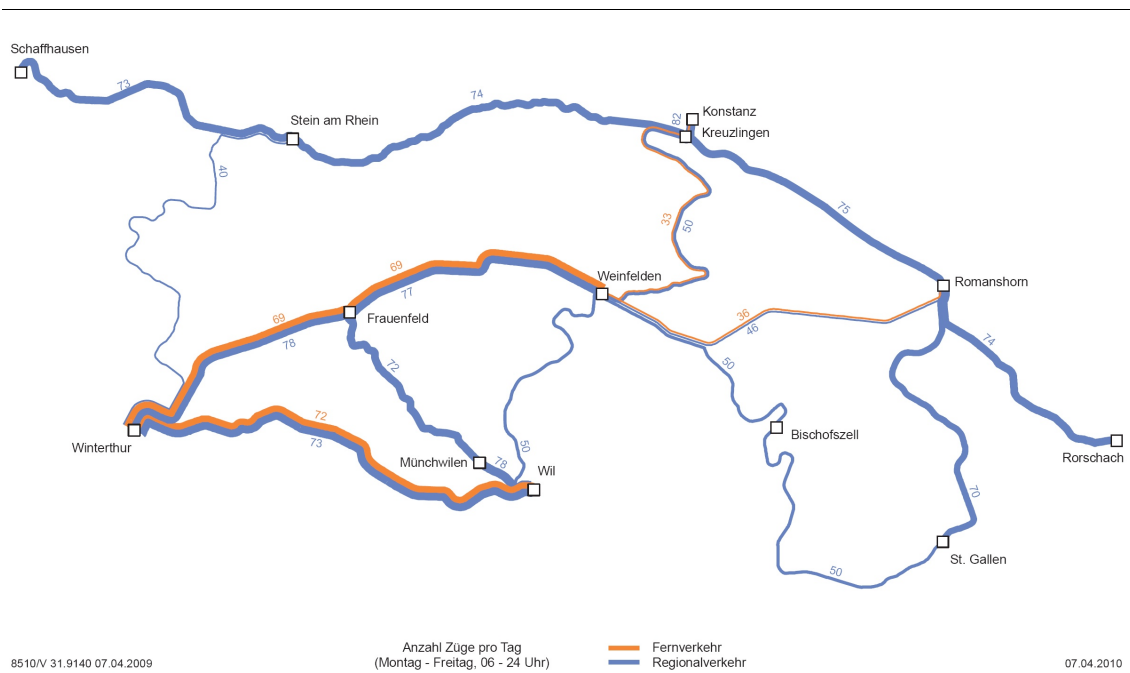 Schaffhausen
73
Stein am Rhein
74
82
Konstanz
Kreuzlingen
40
33
50
75
69
77
Weinfelden
Romanshorn
69
78
Frauenfeld
36
46
74
72
50
72
73
Winterthur
Münchwilen
78
50
Wil
Bischofszell
Rorschach
70
St. Gallen
50
Anzahl Züge pro Tag
(Montag - Freitag, 06 - 24 Uhr)
Fernverkehr
Regionalverkehr
8510/V 31.9140 07.04.2009
07.04.2010